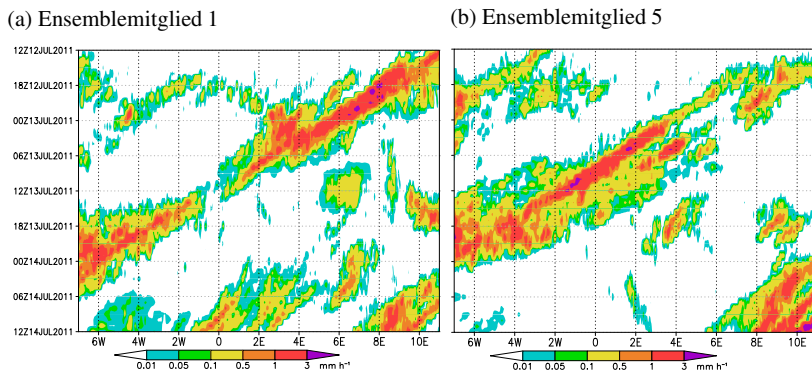 (a) Ensemblemitglied 1
(b) Ensemblemitglied 5
12Z12JUL2011
18Z12JUL2011
00Z13JUL2011
06Z13JUL2011
12Z13JUL2011
18Z13JUL2011
00Z14JUL2011
06Z14JUL2011
12Z14JUL2011
6W 4W 2W 0 2E 4E 6E 8E 10E
6W 4W 2W 0 2E 4E 6E 8E 10E
0.01 0.05 0.1 0.5 1 3 mm h⁻¹
0.01 0.05 0.1 0.5 1 3 mm h⁻¹